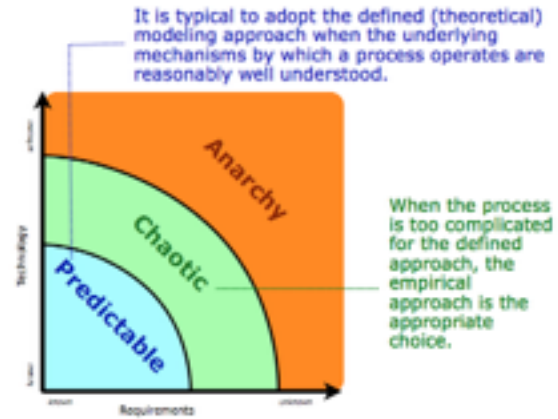 It is typical to adopt the defined (theoretical)
modeling approach when the underlying
mechanisms by which a process operates are
reasonably well understood.
Anarchy
Chaotic
Predictable
When the process
is too complicated
for the defined
approach, the
empirical
approach is the
appropriate
choice.
Technology
Requirements
unknown